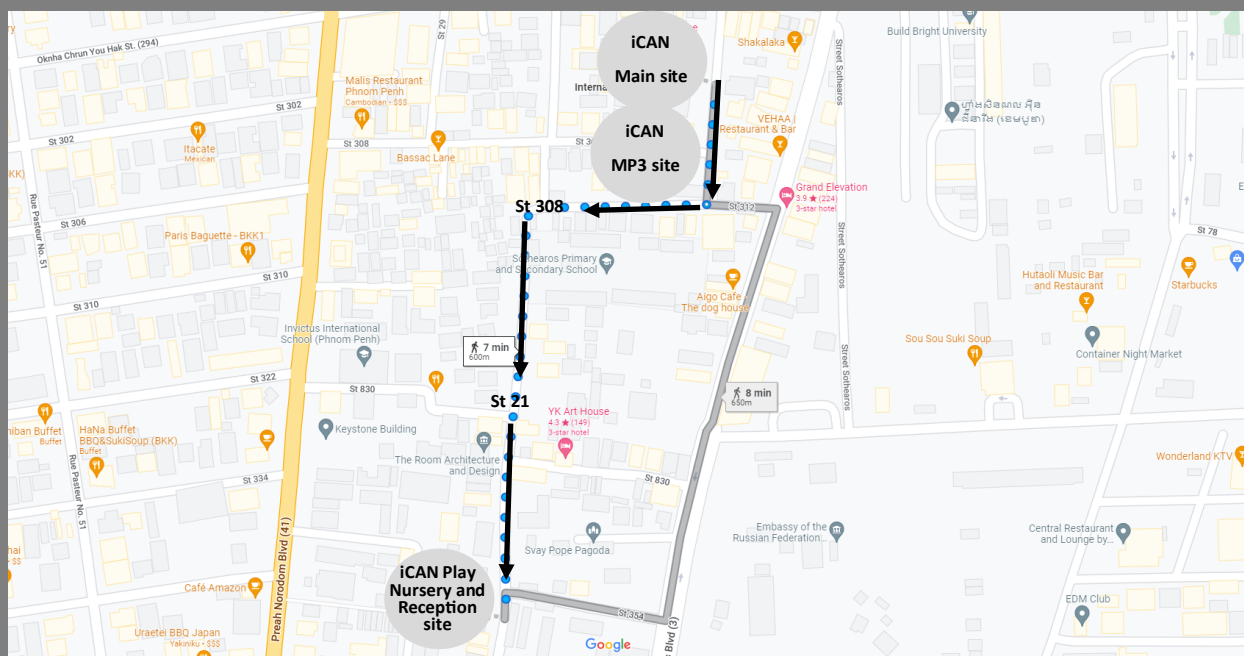 Oknha Chrun You Hak St. (294)
St 29
iCAN
Main site
Shakalaka
Build Bright University
Street Sothearos
Malis Restaurant
Phnom Penh
Cambodian · $$$
St 302
St 302
Itacate
Mexican
St 308
Bassac Lane
iCAN
MP3 site
VEHAA
Restaurant & Bar
Grand Elevation
3.9 ★ (224)
3-star hotel
St 308
St 312
Rue Pasteur No. 51
St 306
Paris Baguette - BKK1
St 310
St 310
Sothearos Primary
and Secondary School
Street Sothearos
St 78
Starbucks
Hutaoli Music Bar
and Restaurant
Aigo Cafe
The dog house
Invictus International
School (Phnom Penh)
7 min
600m
Sou Sou Suki Soup
Container Night Market
Street Sothearos
St 322
St 830
8 min
650m
St 21
YK Art House
4.3 ★ (149)
3-star hotel
Buffet
HaNa Buffet
BBQ&SukiSoup (BKK)
Buffet
Keystone Building
The Room Architecture
and Design
Rue Pasteur No. 51
St 334
St 830
Wonderland KTV
Embassy of the
Russian Federation...
Central Restaurant
and Lounge by...
Svay Pope Pagoda
Preah Norodom Blvd (41)
iCAN Play
Nursery and
Reception
site
Café Amazon
St 354
EDM Club
Uraetei BBQ Japan
Yakiniku · $$$
Google